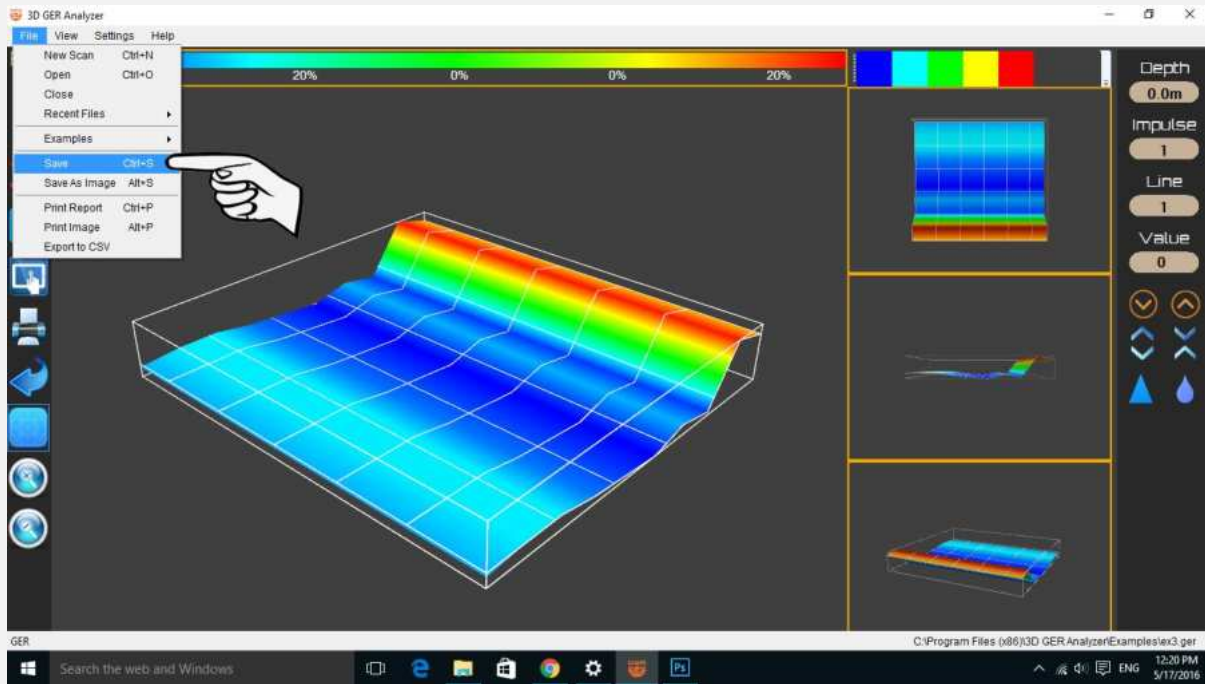 3D GER Analyzer
File View Settings Help
New Scan Ctrl+N
Open Ctrl+O
Close
Recent Files
Examples
Save Ctrl+S
Save As Image Alt+S
Print Report Ctrl+P
Print Image Alt+P
Export to CSV
20% 0% 0% 20%
Depth
0.0m
Impulse
1
Line
1
Value
0
GER
C:\Program Files (x86)\3D GER Analyzer\Examples\ex3.ger
Search the web and Windows
Ps
ENG
12:20 PM
5/17/2016